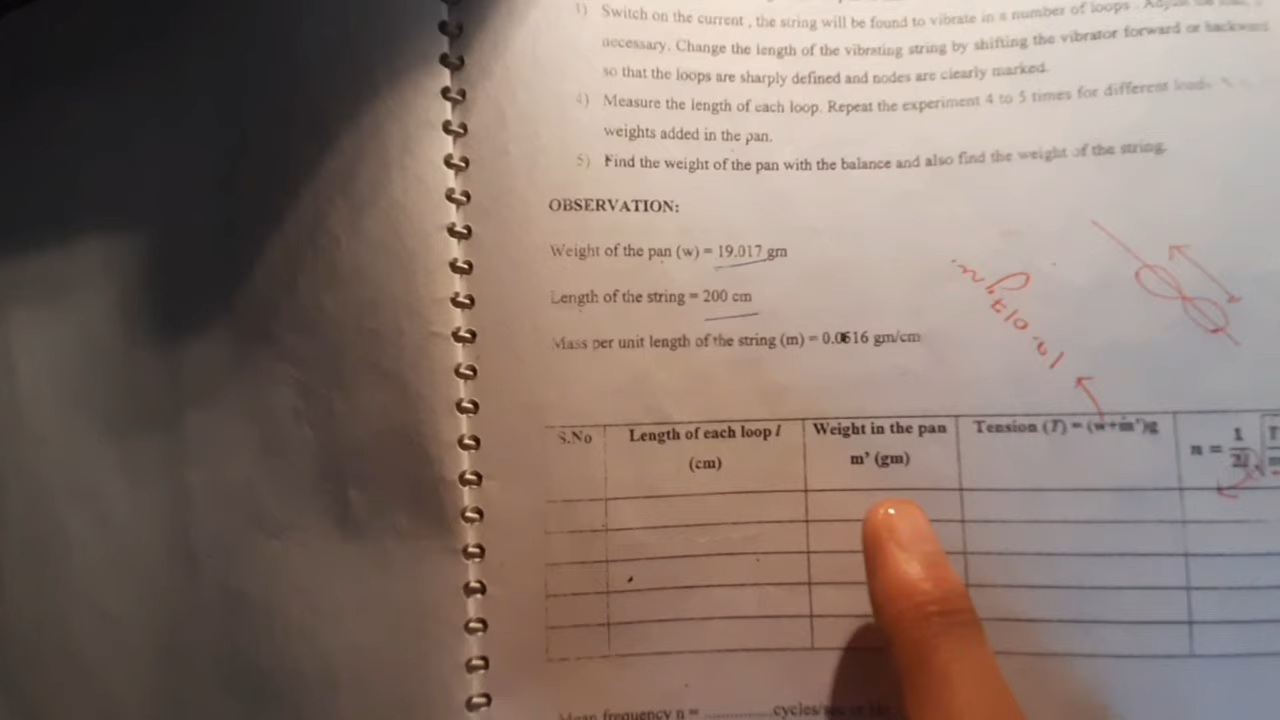 3) Switch on the current , the string will be found to vibrate in a number of loops .
necessary. Change the length of the vibrating string by shifting the vibrator forward or backward
so that the loops are sharply defined and nodes are clearly marked.
4) Measure the length of each loop. Repeat the experiment 4 to 5 times for different
weights added in the pan.
5) Find the weight of the pan with the balance and also find the weight of the string.
OBSERVATION:
Weight of the pan (w) = 19.017 gm
Length of the string = 200 cm
Mass per unit length of the string (m) = 0.0616 gm/cm
19.017
S.No
Length of each loop l
(cm)
Weight in the pan
m' (gm)
Tension (T) = (w+m')g
n = 1/2l √T/m
Mean frequency n = ..............cycles/